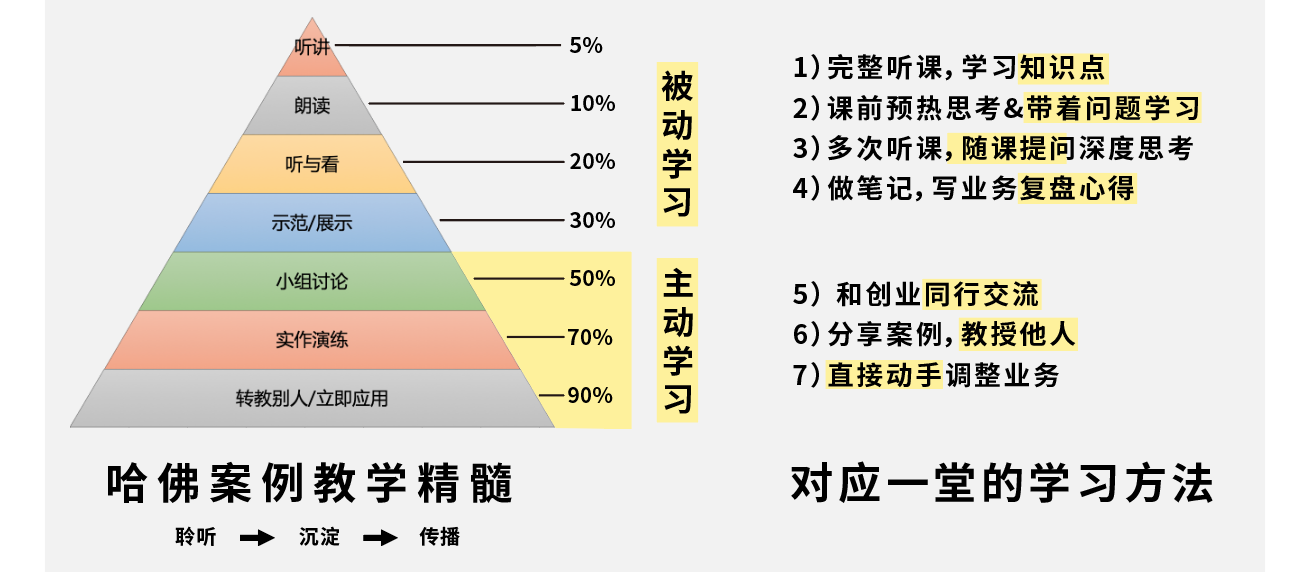 听讲 5%
朗读 10%
听与看 20%
示范/展示 30%
小组讨论 50%
实作演练 70%
转教别人/立即应用 90%
被动学习
主动学习
1）完整听课，学习知识点
2）课前预热思考&带着问题学习
3）多次听课，随课提问深度思考
4）做笔记，写业务复盘心得
5） 和创业同行交流
6）分享案例，教授他人
7）直接动手调整业务
哈佛案例教学精髓
聆听 沉淀 传播
对应一堂的学习方法